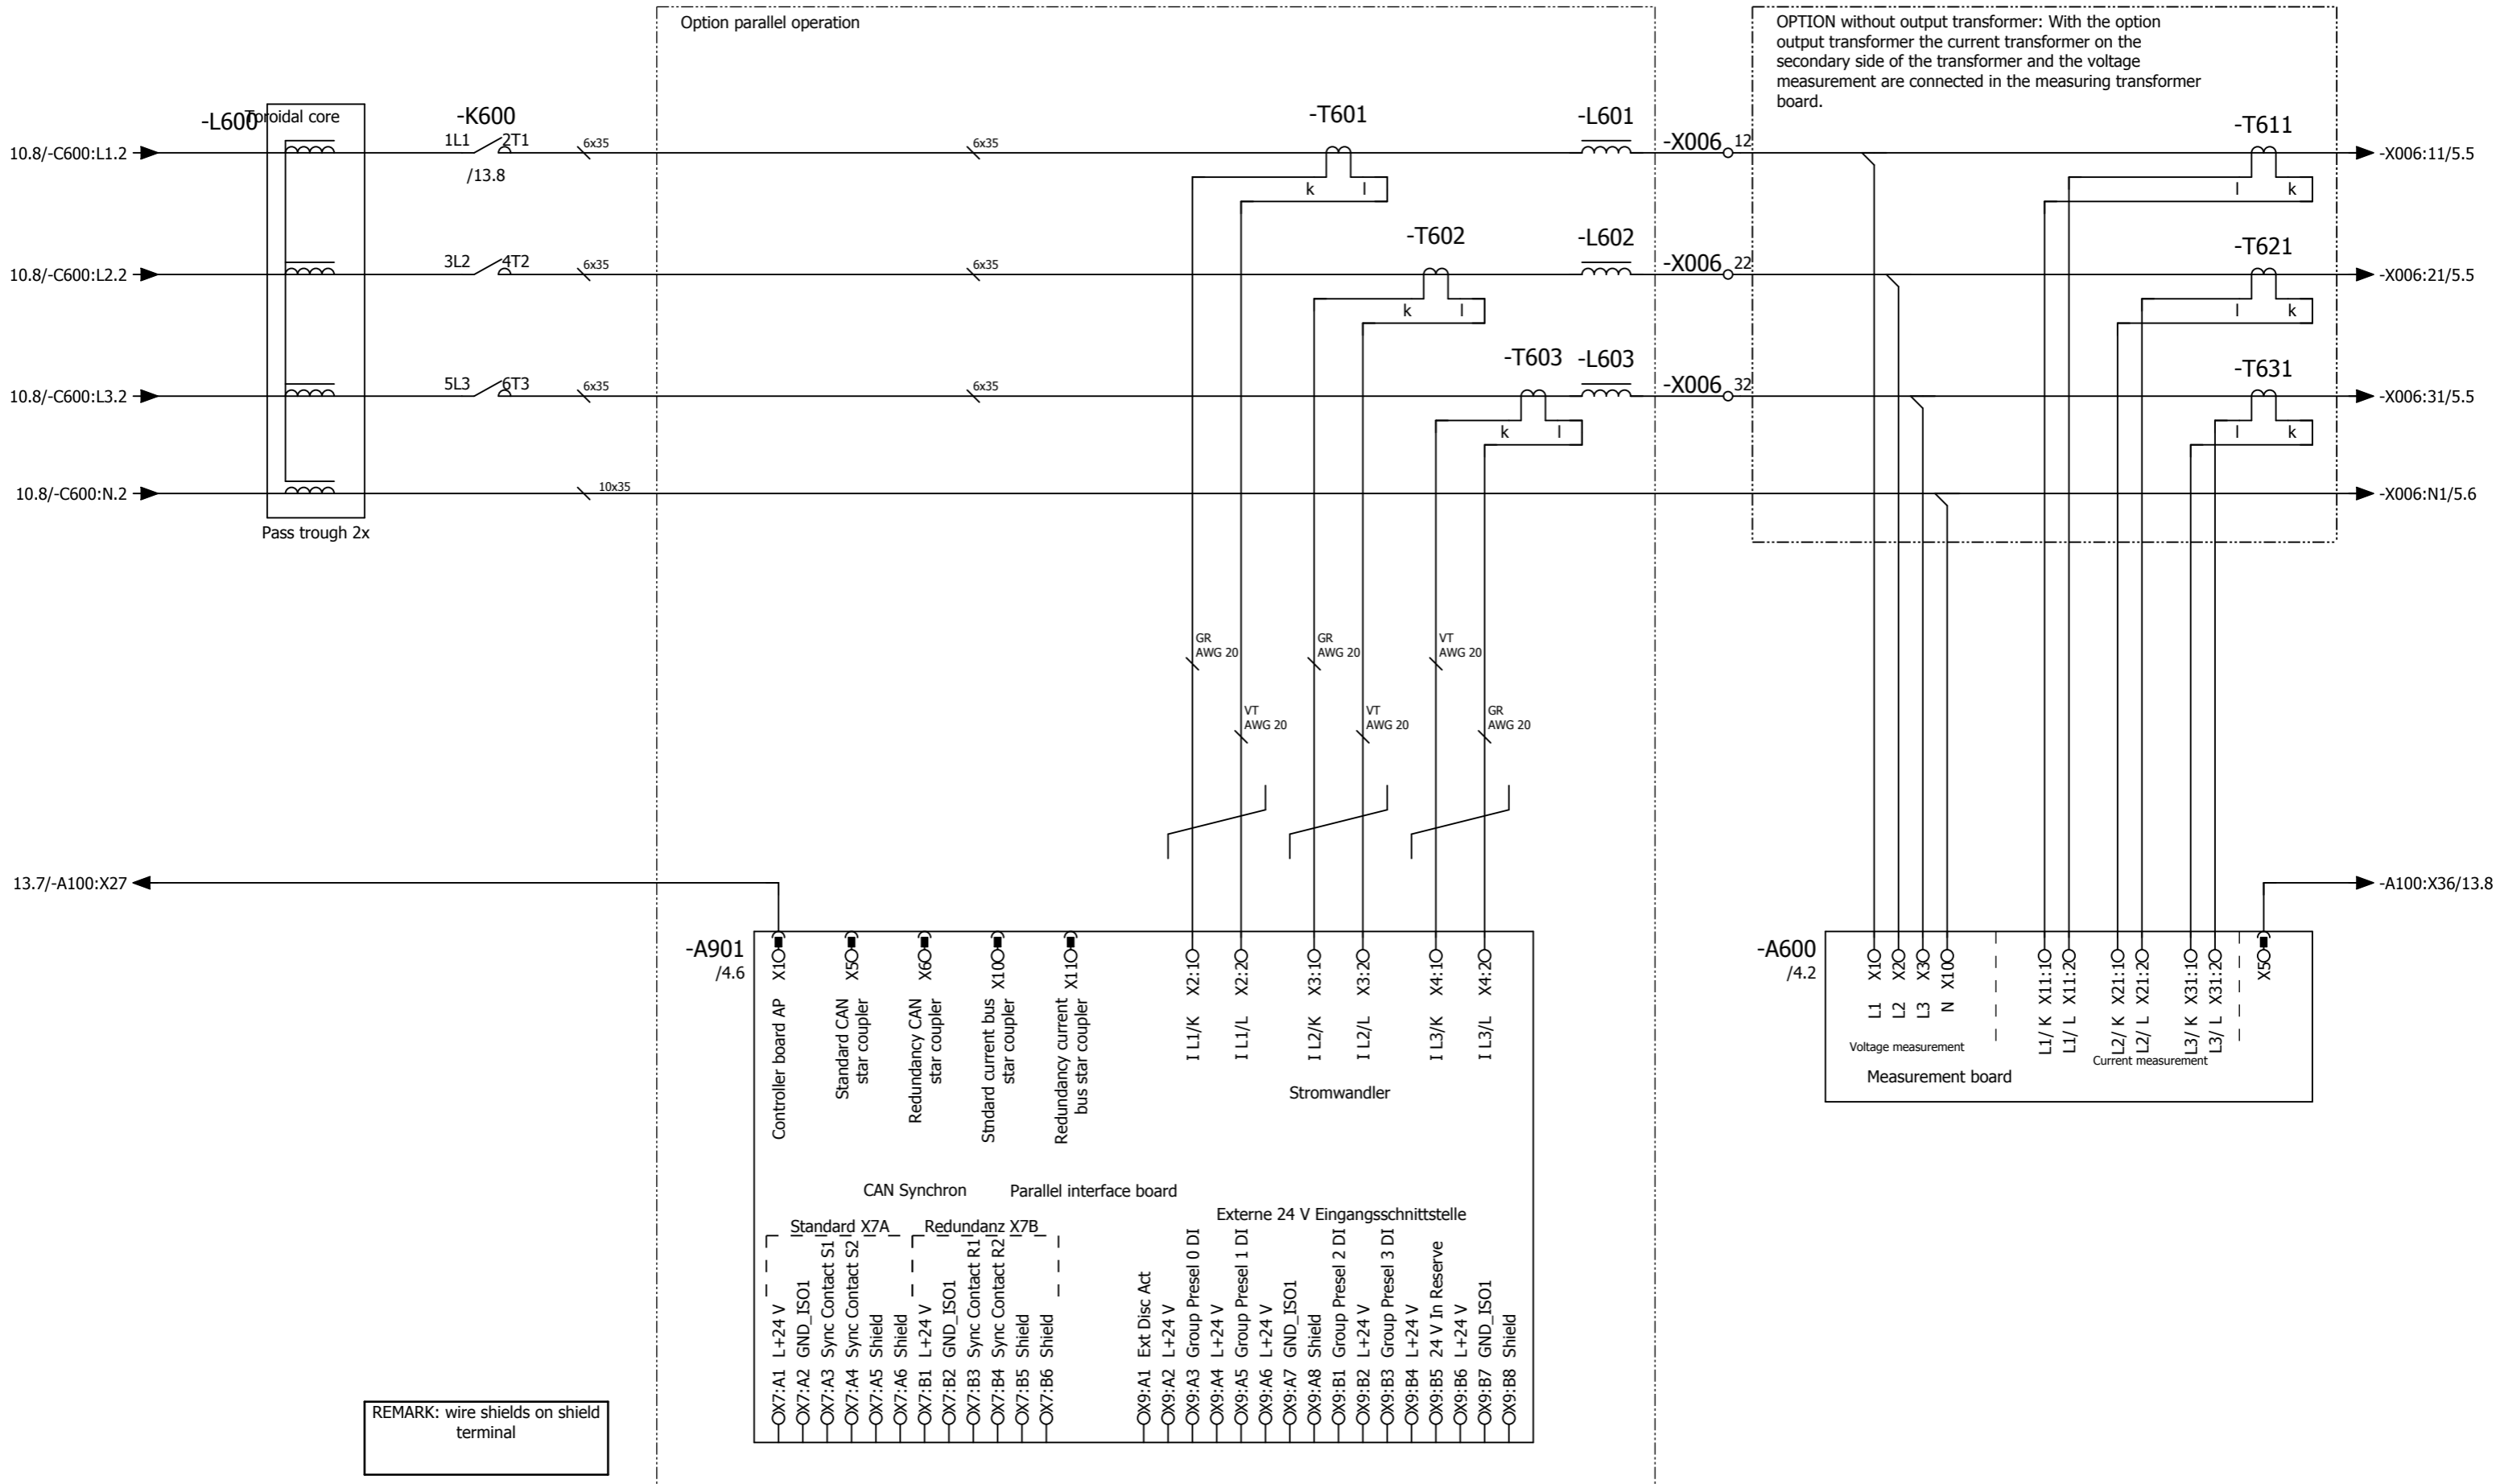 Option parallel operation
OPTION without output transformer: With the option
output transformer the current transformer on the
secondary side of the transformer and the voltage
measurement are connected in the measuring transformer
board.
-L600
Toroidal core
-K600
-T601
-L601
-X006
12
-T611
10.8/-C600:L1.2
1L1
2T1
/13.8
6x35
6x35
k
l
l
k
-X006:11/5.5
-T602
-L602
-X006
22
-T621
10.8/-C600:L2.2
3L2
4T2
6x35
6x35
k
l
l
k
-X006:21/5.5
-T603
-L603
-X006
32
-T631
10.8/-C600:L3.2
5L3
6T3
6x35
6x35
k
l
l
k
-X006:31/5.5
10.8/-C600:N.2
10x35
-X006:N1/5.6
Pass trough 2x
GR
AWG 20
GR
AWG 20
VT
AWG 20
VT
AWG 20
VT
AWG 20
GR
AWG 20
13.7/-A100:X27
-A100:X36/13.8
-A901
/4.6
X1
X5
X6
X10
X11
X2:1
X2:2
X3:1
X3:2
X4:1
X4:2
Controller board AP
Standard CAN
star coupler
Redundancy CAN
star coupler
Stndard current bus
star coupler
Redundancy current
bus star coupler
I L1/K
I L1/L
I L2/K
I L2/L
I L3/K
I L3/L
Stromwandler
-A600
/4.2
X1
X2
X3
X10
X11:1
X11:2
X21:1
X21:2
X31:1
X31:2
X5
L1
L2
L3
N
L1/ K
L1/ L
L2/ K
L2/ L
L3/ K
L3/ L
Voltage measurement
Current measurement
Measurement board
CAN Synchron
Parallel interface board
Standard X7A
Redundanz X7B
Externe 24 V Eingangsschnittstelle
X7:A1 L+24 V
X7:A2 GND_ISO1
X7:A3 Sync Contact S1
X7:A4 Sync Contact S2
X7:A5 Shield
X7:A6 Shield
X7:B1 L+24 V
X7:B2 GND_ISO1
X7:B3 Sync Contact R1
X7:B4 Sync Contact R2
X7:B5 Shield
X7:B6 Shield
X9:A1 Ext Disc Act
X9:A2 L+24 V
X9:A3 Group Presel 0 DI
X9:A4 L+24 V
X9:A5 Group Presel 1 DI
X9:A6 L+24 V
X9:A7 GND_ISO1
X9:A8 Shield
X9:B1 Group Presel 2 DI
X9:B2 L+24 V
X9:B3 Group Presel 3 DI
X9:B4 L+24 V
X9:B5 24 V In Reserve
X9:B6 L+24 V
X9:B7 GND_ISO1
X9:B8 Shield
REMARK: wire shields on shield
terminal